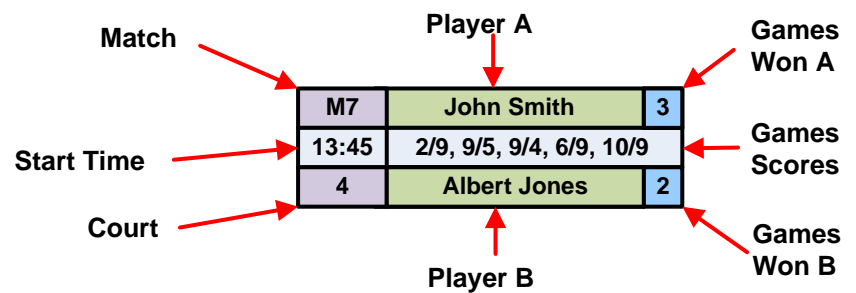 Match
Player A
Games
Won A
M7
John Smith
3
Start Time
13:45
2/9, 9/5, 9/4, 6/9, 10/9
Games
Scores
4
Albert Jones
2
Court
Player B
Games
Won B